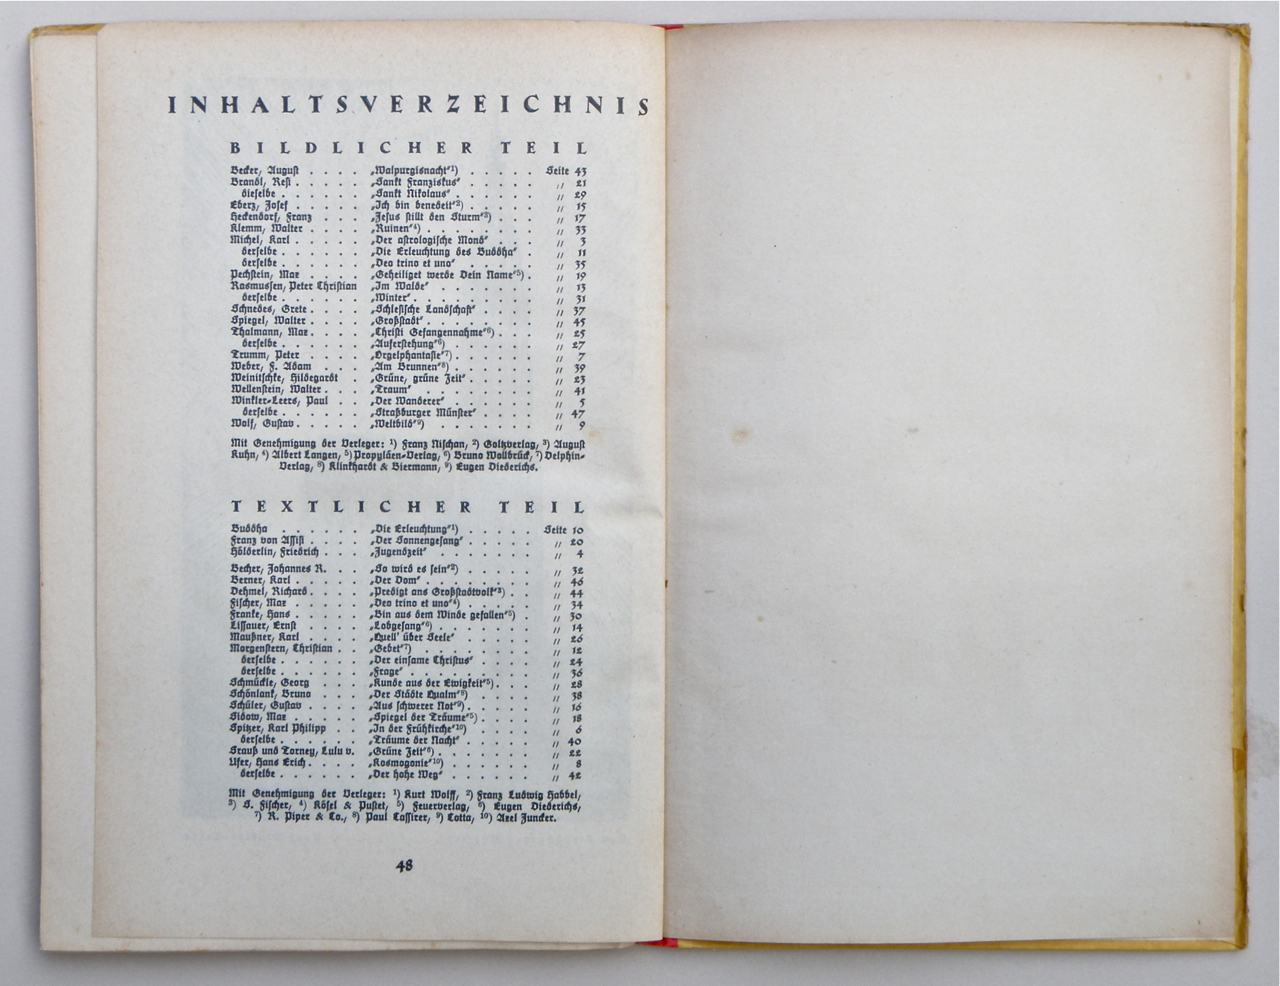 INHALTSVERZEICHNIS
BILDLICHER TEIL
Becker, August . . . . „Walpurgisnacht“¹) . . . . . Seite 43
Brandl, Resi . . . . . „Sankt Franziskus“ . . . . . „ 21
dieselbe . . . . . „Sankt Nikolaus“ . . . . . . „ 29
Eberz, Josef . . . . . „Ich bin benedeit“²) . . . . . „ 15
Heckendorf, Franz . . . „Jesus stillt den Sturm“³) . . . „ 17
Klemm, Walter . . . . „Ruinen“⁴) . . . . . . . . „ 33
Michel, Karl . . . . . „Der astrologische Mond“ . . . „ 3
derselbe . . . . . „Die Erleuchtung des Buddha“ . „ 11
derselbe . . . . . „Deo trino et uno“ . . . . . „ 35
Pechstein, Max . . . . „Geheiliget werde Dein Name“⁵) . „ 19
Rasmussen, Peter Christian „Im Walde“ . . . . . . . „ 13
derselbe . . . . . „Winter“ . . . . . . . . „ 31
Schnedes, Grete . . . . „Schlesische Landschaft“ . . . . „ 37
Spiegel, Walter . . . . „Großstadt“ . . . . . . . „ 45
Thalmann, Max . . . . „Christi Gefangennahme“⁶) . . . „ 25
derselbe . . . . . „Auferstehung“⁶) . . . . . . „ 27
Trumm, Peter . . . . „Orgelphantasie“⁷) . . . . . . „ 7
Weber, F. Adam . . . „Am Brunnen“⁸) . . . . . . „ 39
Weinitschke, Hildegardt . „Grüne, grüne Zeit“ . . . . . „ 23
Wellenstein, Walter . . . „Traum“ . . . . . . . . „ 41
Winkler-Leers, Paul . . „Der Wanderer“ . . . . . . „ 5
derselbe . . . . . „Straßburger Münster“ . . . . „ 47
Wolf, Gustav . . . . . „Weltbild“⁹) . . . . . . . „ 9
Mit Genehmigung der Verleger: ¹) Franz Nischan, ²) Goltzverlag, ³) August
Kuhn, ⁴) Albert Langen, ⁵) Propyläen-Verlag, ⁶) Bruno Wollbrück, ⁷) Delphin-
Verlag, ⁸) Klinkhardt & Biermann, ⁹) Eugen Diederichs.
TEXTLICHER TEIL
Buddha . . . . . . „Die Erleuchtung“¹) . . . . . Seite 10
Franz von Assisi . . . . „Der Sonnengesang“ . . . . . „ 20
Hölderlin, Friedrich . . . „Jugendzeit“ . . . . . . . „ 4
Becher, Johannes R. . . „So wird es sein“²) . . . . . „ 32
Berner, Karl . . . . . „Der Dom“ . . . . . . . „ 46
Dehmel, Richard . . . . „Predigt ans Großstadtvolk“³) . . „ 44
Fischer, Max . . . . . „Deo trino et uno“⁴) . . . . . „ 34
Franke, Hans . . . . . „Bin aus dem Winde gefallen“⁵) . „ 30
Lissauer, Ernst . . . . „Lobgesang“⁶) . . . . . . . „ 14
Maußner, Karl . . . . „Quell' über Seele“ . . . . . „ 26
Morgenstern, Christian . . „Gebet“⁷) . . . . . . . . „ 12
derselbe . . . . . „Der einsame Christus“ . . . . „ 24
derselbe . . . . . „Frage“ . . . . . . . . „ 36
Schmückle, Georg . . . „Kunde aus der Ewigkeit“⁵) . . . „ 28
Schönlank, Bruno . . . „Der Städte Qualm“⁸) . . . . „ 38
Schüler, Gustav . . . . „Aus schwerer Not“⁹) . . . . . „ 16
Sidow, Max . . . . . „Spiegel der Träume“⁵) . . . . „ 18
Spitzer, Karl Philipp . . „In der Frühkirche“¹⁰) . . . . „ 6
derselbe . . . . . „Träume der Nacht“ . . . . . „ 40
Strauß und Torney, Lulu v. „Grüne Zeit“⁶) . . . . . . „ 22
Ufer, Hans Erich . . . . „Kosmogonie“¹⁰) . . . . . . „ 8
derselbe . . . . . „Der hohe Weg“ . . . . . . „ 42
Mit Genehmigung der Verleger: ¹) Kurt Wolff, ²) Franz Ludwig Habbel,
³) S. Fischer, ⁴) Kösel & Pustet, ⁵) Feuerverlag, ⁶) Eugen Diederichs,
⁷) R. Piper & Co., ⁸) Paul Cassirer, ⁹) Cotta, ¹⁰) Axel Juncker.
48